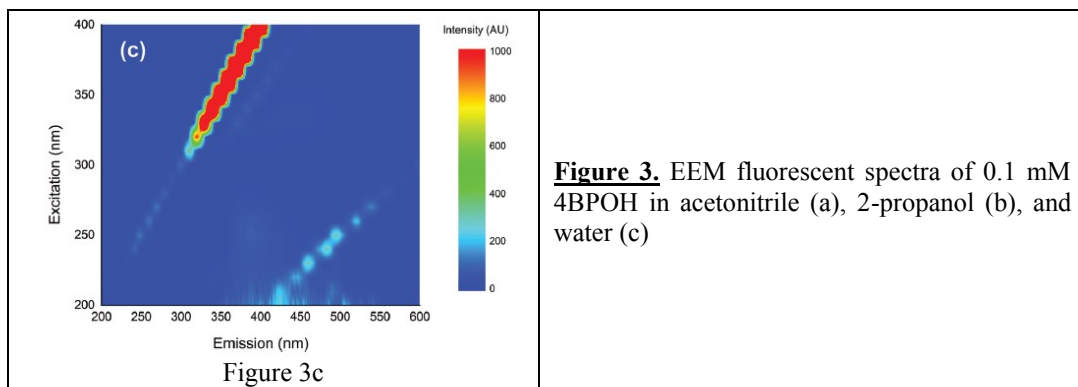 (c)
Intensity (AU)
1000
800
600
400
200
0
Excitation (nm)
400
350
300
250
200
200 250 300 350 400 450 500 550 600
Emission (nm)
Figure 3c
Figure 3. EEM fluorescent spectra of 0.1 mM
4BPOH in acetonitrile (a), 2-propanol (b), and
water (c)